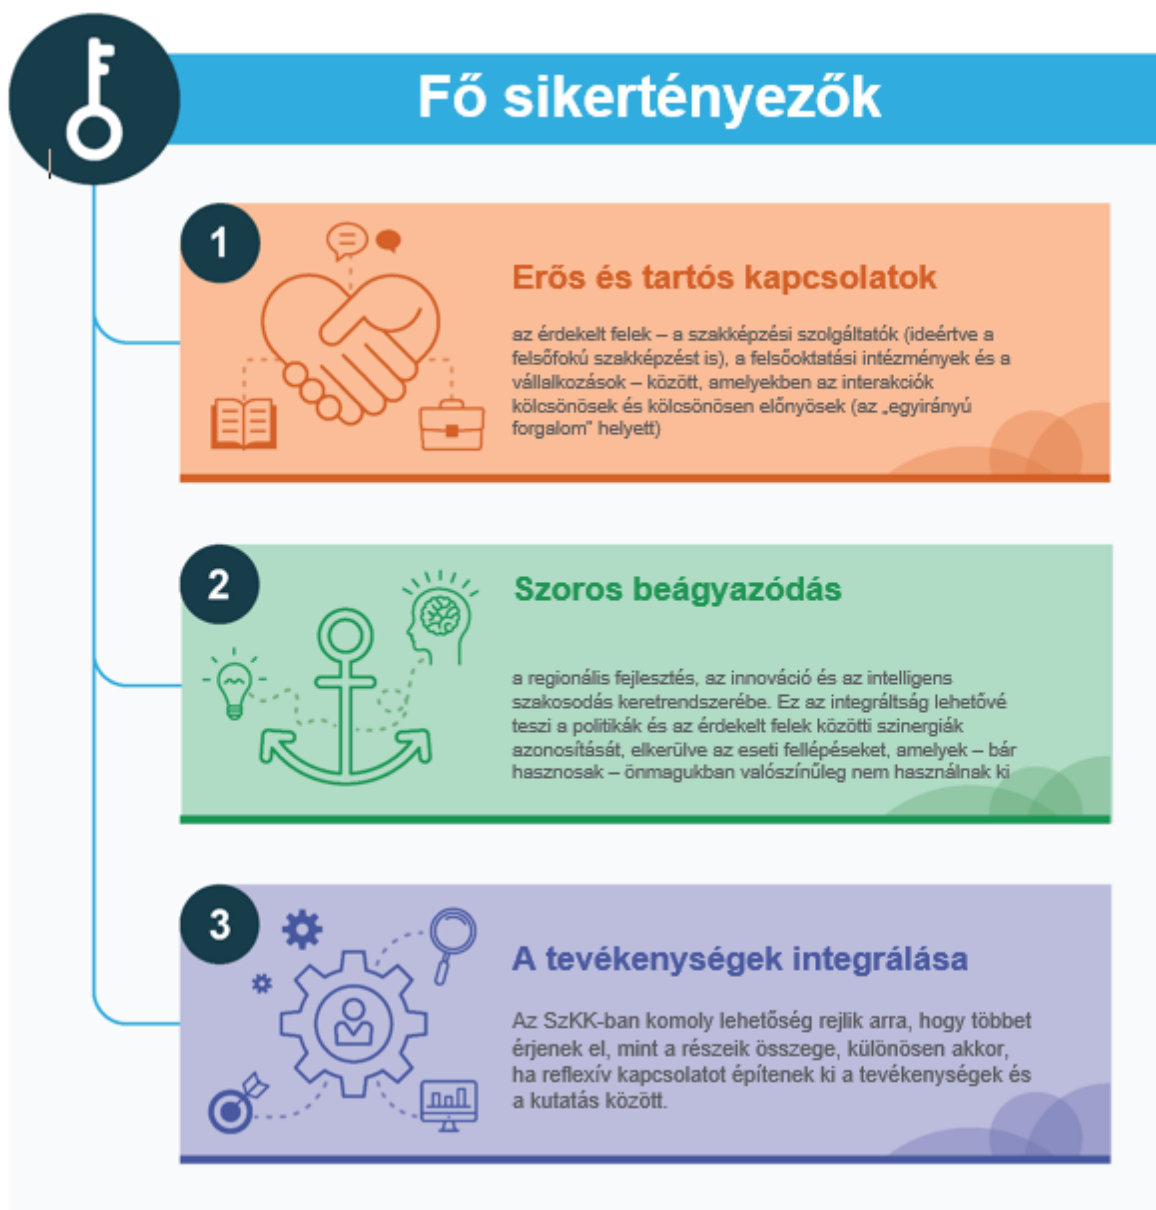 Fő sikertényezők
1
Erős és tartós kapcsolatok
az érdekelt felek – a szakképzési szolgáltatók (ideértve a
felsőfokú szakképzést is), a felsőoktatási intézmények és a
vállalkozások – között, amelyekben az interakciók
kölcsönösek és kölcsönösen előnyösek (az „egyirányú
forgalom” helyett)
2
Szoros beágyazódás
a regionális fejlesztés, az innováció és az intelligens
szakosodás keretrendszerébe. Ez az integráltság lehetővé
teszi a politikák és az érdekelt felek közötti szinergiák
azonosítását, elkerülve az eseti fellépéseket, amelyek – bár
hasznosak – önmagukban valószínűleg nem használnak ki
3
A tevékenységek integrálása
Az SzKK-ban komoly lehetőség rejlik arra, hogy többet
érjenek el, mint a részeik összege, különösen akkor,
ha reflexív kapcsolatot építenek ki a tevékenységek és
a kutatás között.